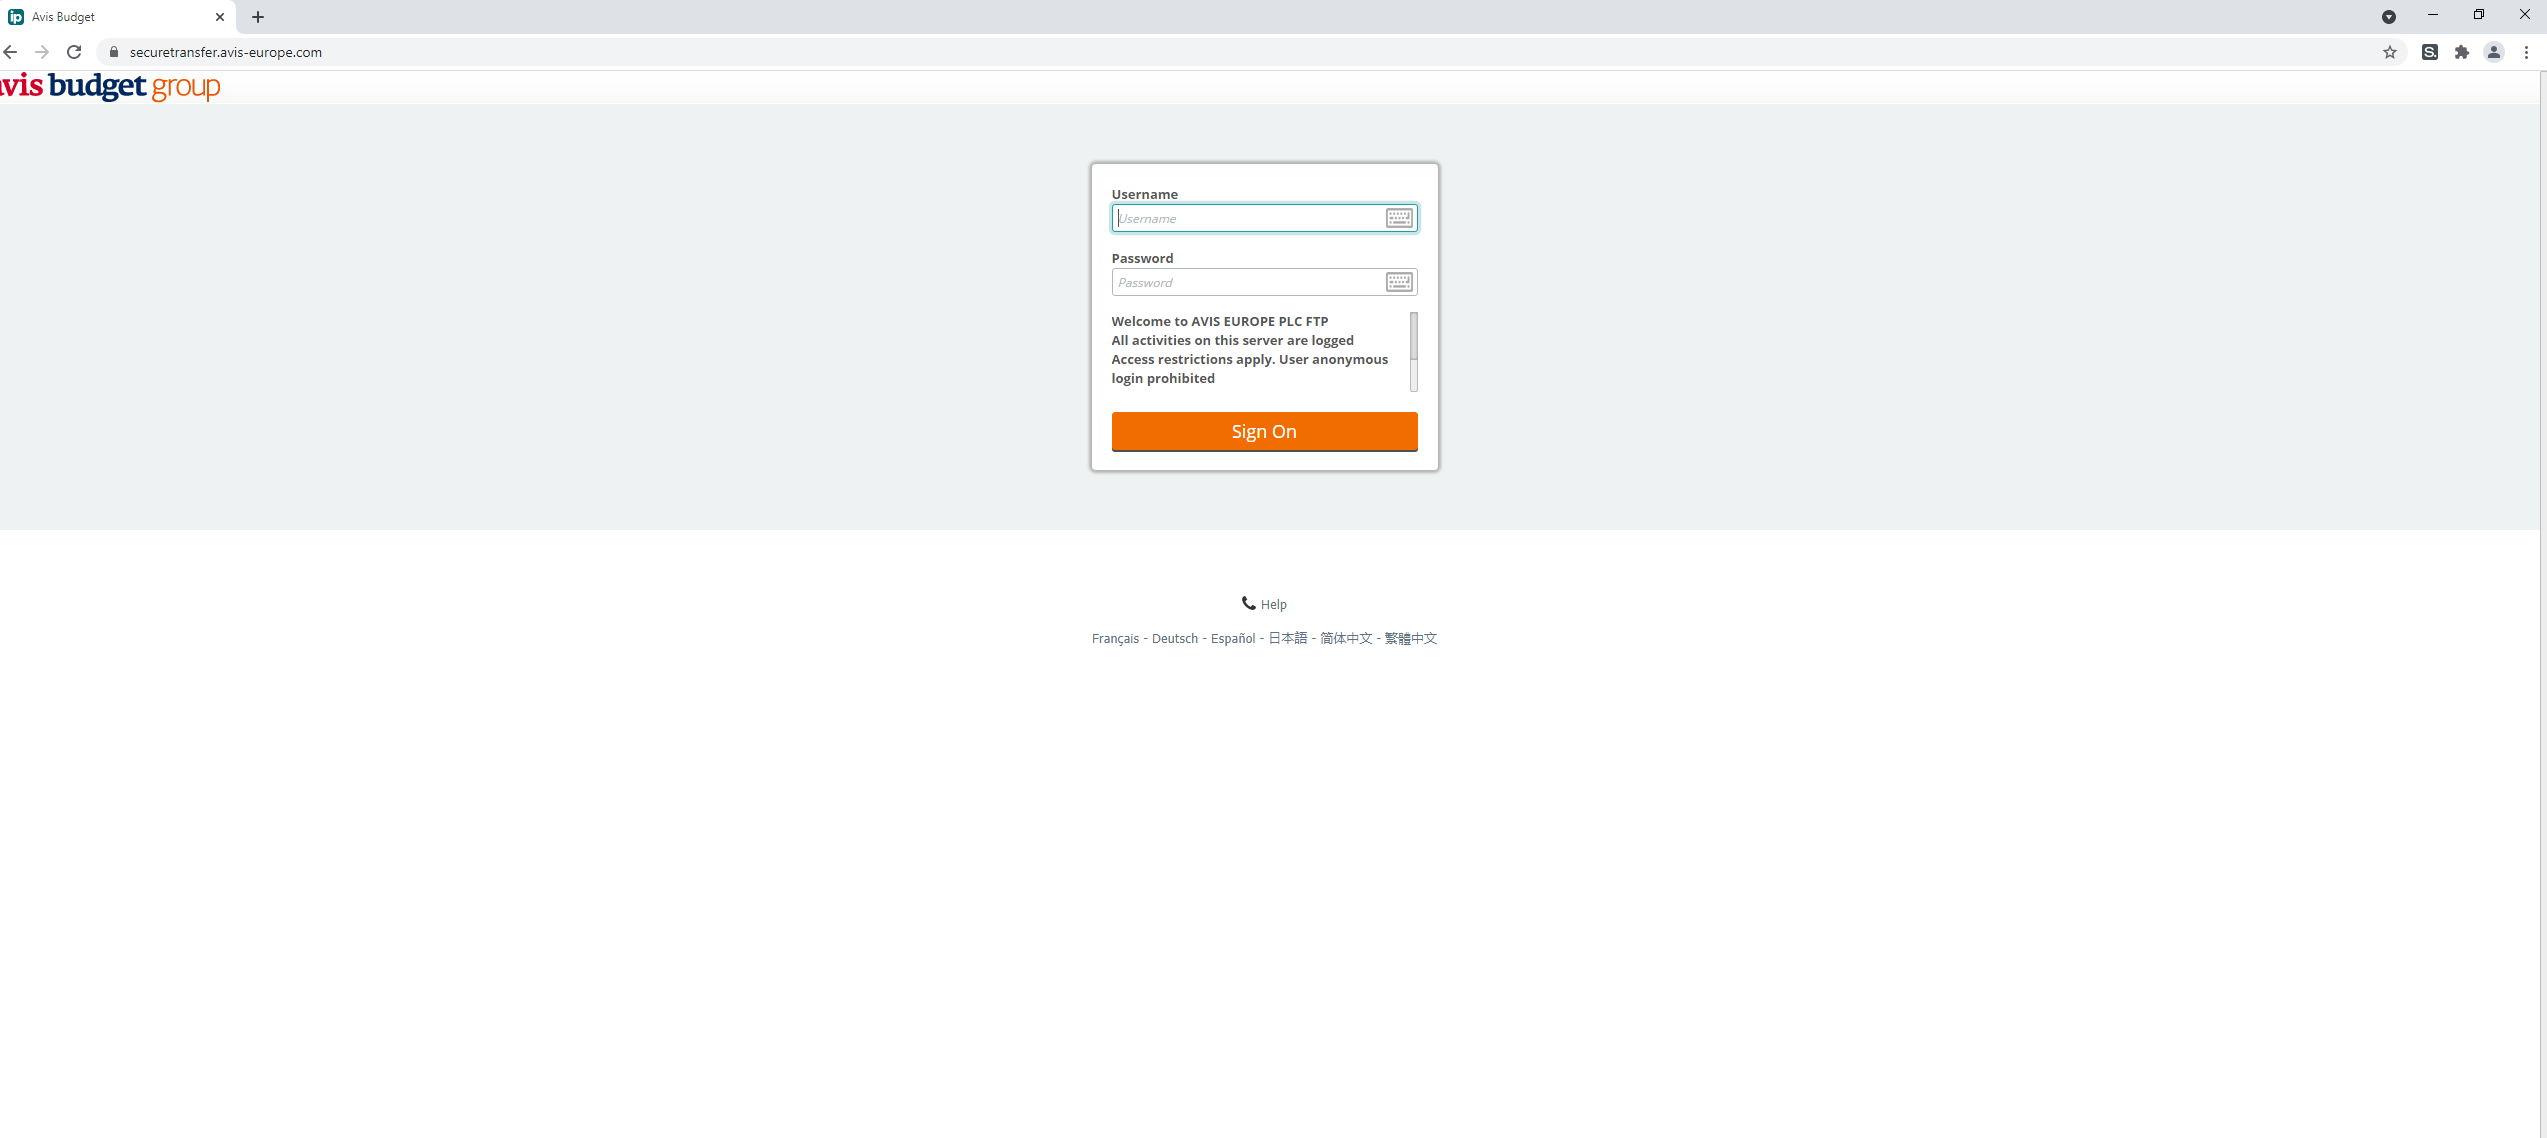 Avis Budget
securetransfer.avis-europe.com
avis budget group
Username
Username
Password
Password
Welcome to AVIS EUROPE PLC FTP
All activities on this server are logged
Access restrictions apply. User anonymous
login prohibited
Sign On
Help
Français - Deutsch - Español - 日本語 - 简体中文 - 繁體中文